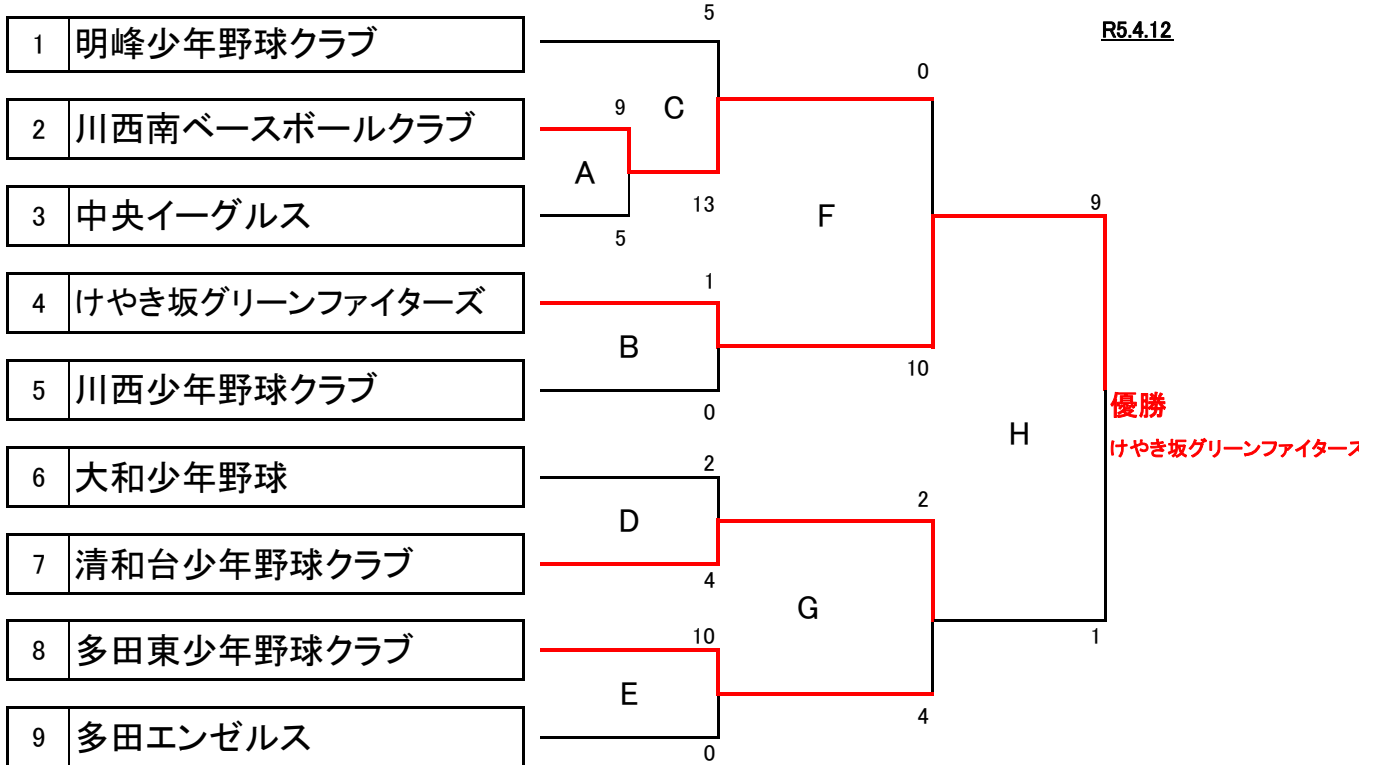 R5.4.12
1 明峰少年野球クラブ
2 川西南ベースボールクラブ
3 中央イーグルス
4 けやき坂グリーンファイターズ
5 川西少年野球クラブ
6 大和少年野球
7 清和台少年野球クラブ
8 多田東少年野球クラブ
9 多田エンゼルス
5
C
13
9
A
5
1
B
0
2
D
4
10
E
0
0
F
10
2
G
4
9
H
1
優勝
けやき坂グリーンファイターズ